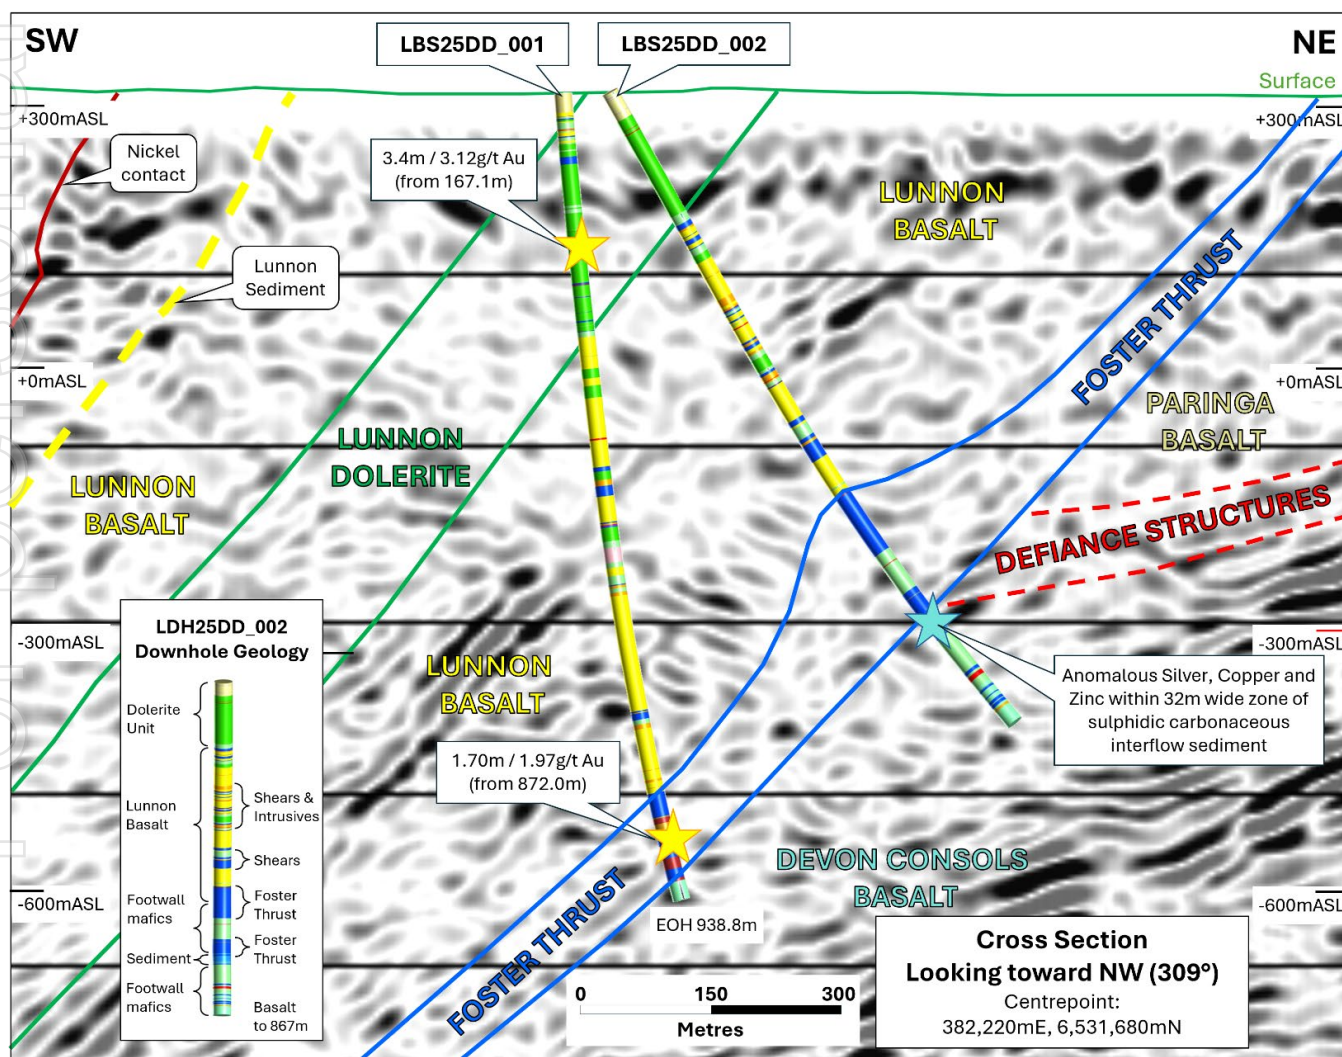 SW
LBS25DD_001
LBS25DD_002
NE
Surface
+300mASL
+300mASL
Nickel
contact
3.4m / 3.12g/t Au
(from 167.1m)
LUNNON
BASALT
Lunnon
Sediment
FOSTER THRUST
+0mASL
+0mASL
PARINGA
BASALT
LUNNON
DOLERITE
LUNNON
BASALT
DEFIANCE STRUCTURES
-300mASL
-300mASL
LUNNON
BASALT
Anomalous Silver, Copper and
Zinc within 32m wide zone of
sulphidic carbonaceous
interflow sediment
1.70m / 1.97g/t Au
(from 872.0m)
DEVON CONSOLS
BASALT
-600mASL
-600mASL
EOH 938.8m
FOSTER THRUST
LDH25DD_002
Downhole Geology
Dolerite
Unit
Lunnon
Basalt
Shears &
Intrusives
Shears
Footwall
mafics
Foster
Thrust
Foster
Thrust
Sediment
Footwall
mafics
Basalt
to 867m
0 150 300
Metres
Cross Section
Looking toward NW (309°)
Centrepoint:
382,220mE, 6,531,680mN